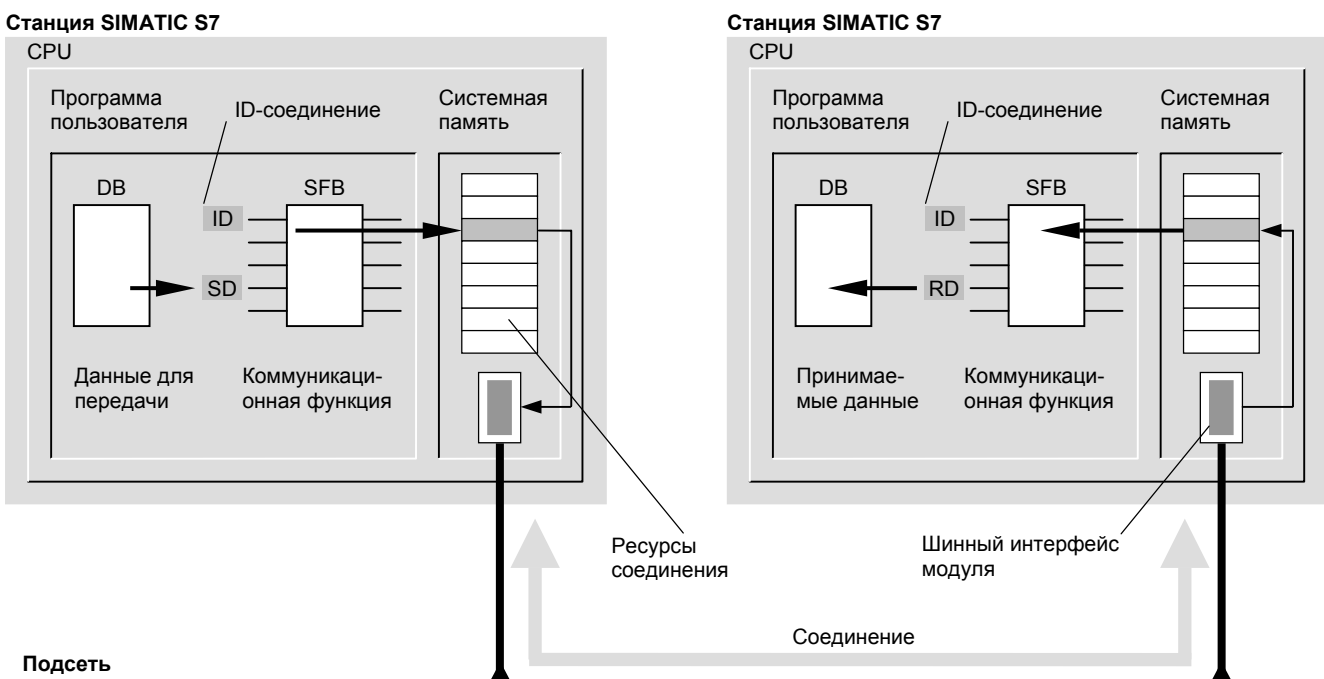 Станция SIMATIC S7
CPU
Программа
пользователя
ID-соединение
Системная
память
DB
SFB
ID
SD
Данные для
передачи
Коммуникаци-
онная функция
Станция SIMATIC S7
CPU
Программа
пользователя
ID-соединение
Системная
память
DB
SFB
ID
RD
Принимае-
мые данные
Коммуникаци-
онная функция
Ресурсы
соединения
Шинный интерфейс
модуля
Соединение
Подсеть